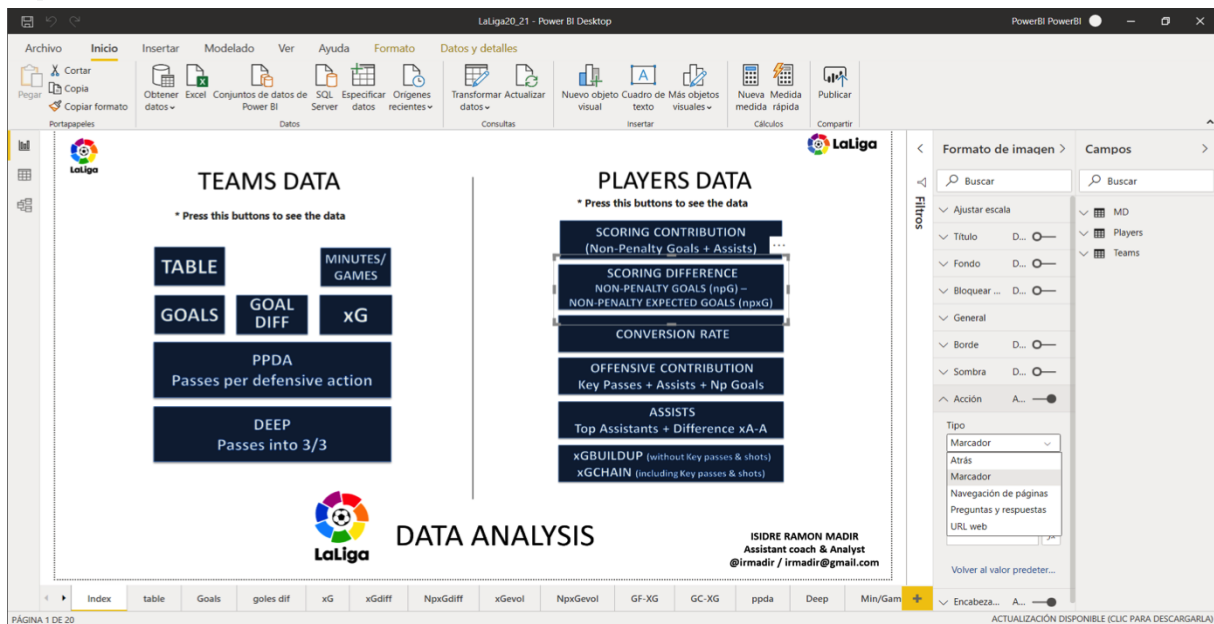 LaLiga20_21 - Power BI Desktop
PowerBI PowerBI
Archivo Inicio Insertar Modelado Ver Ayuda Formato Datos y detalles
Pegar
Cortar
Copia
Copiar formato
Portapapeles
Obtener datos
Excel
Conjuntos de datos de Power BI
SQL Server
Especificar datos
Orígenes recientes
Datos
Transformar datos
Actualizar
Consultas
Nuevo objeto visual
Cuadro de texto
Más objetos visuales
Insertar
Nueva medida
Medida rápida
Cálculos
Publicar
Compartir
LaLiga
LaLiga
TEAMS DATA
* Press this buttons to see the data
TABLE
MINUTES/
GAMES
GOALS
GOAL
DIFF
xG
PPDA
Passes per defensive action
DEEP
Passes into 3/3
PLAYERS DATA
* Press this buttons to see the data
SCORING CONTRIBUTION
(Non-Penalty Goals + Assists)
...
SCORING DIFFERENCE
NON-PENALTY GOALS (npG) –
NON-PENALTY EXPECTED GOALS (npxG)
CONVERSION RATE
OFFENSIVE CONTRIBUTION
Key Passes + Assists + Np Goals
ASSISTS
Top Assistants + Difference xA-A
xGBUILDUP (without Key passes & shots)
xGCHAIN (including Key passes & shots)
LaLiga
DATA ANALYSIS
ISIDRE RAMON MADIR
Assistant coach & Analyst
@irmadir / irmadir@gmail.com
Filtros
Formato de imagen
Buscar
Ajustar escala
Título D...
Fondo D...
Bloquear ... D...
General
Borde D...
Sombra D...
Acción A...
Tipo
Marcador
Atrás
Marcador
Navegación de páginas
Preguntas y respuestas
URL web
Volver al valor predeter...
Encabeza... A...
Campos
Buscar
MD
Players
Teams
Index table Goals goles dif xG xGdiff NpxGdiff xGevol NpxGevol GF-XG GC-XG ppda Deep Min/Gam
PÁGINA 1 DE 20
ACTUALIZACIÓN DISPONIBLE (CLIC PARA DESCARGARLA)